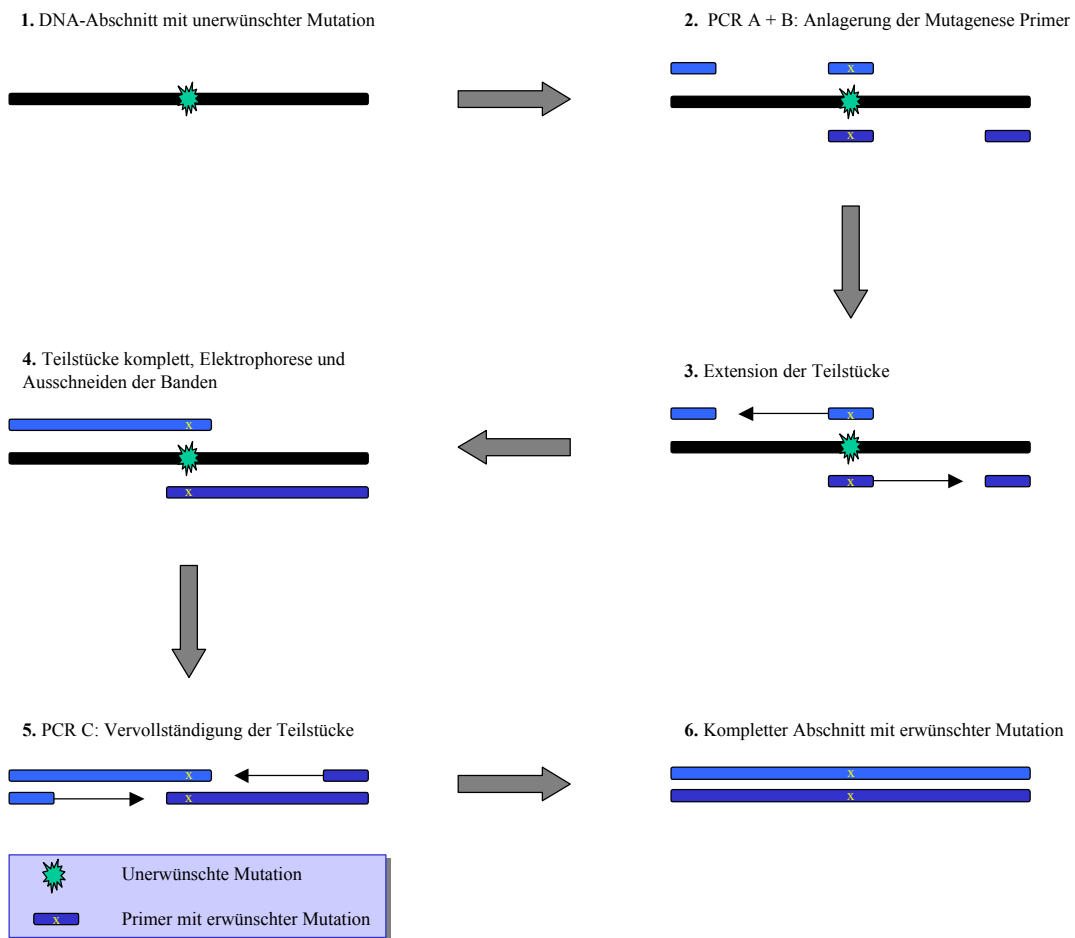 1. DNA-Abschnitt mit unerwünschter Mutation
2. PCR A + B: Anlagerung der Mutagenese Primer
x
x
4. Teilstücke komplett, Elektrophorese und
Ausschneiden der Banden
x
x
3. Extension der Teilstücke
x
x
5. PCR C: Vervollständigung der Teilstücke
x
x
6. Kompletter Abschnitt mit erwünschter Mutation
x
x
Unerwünschte Mutation
x Primer mit erwünschter Mutation